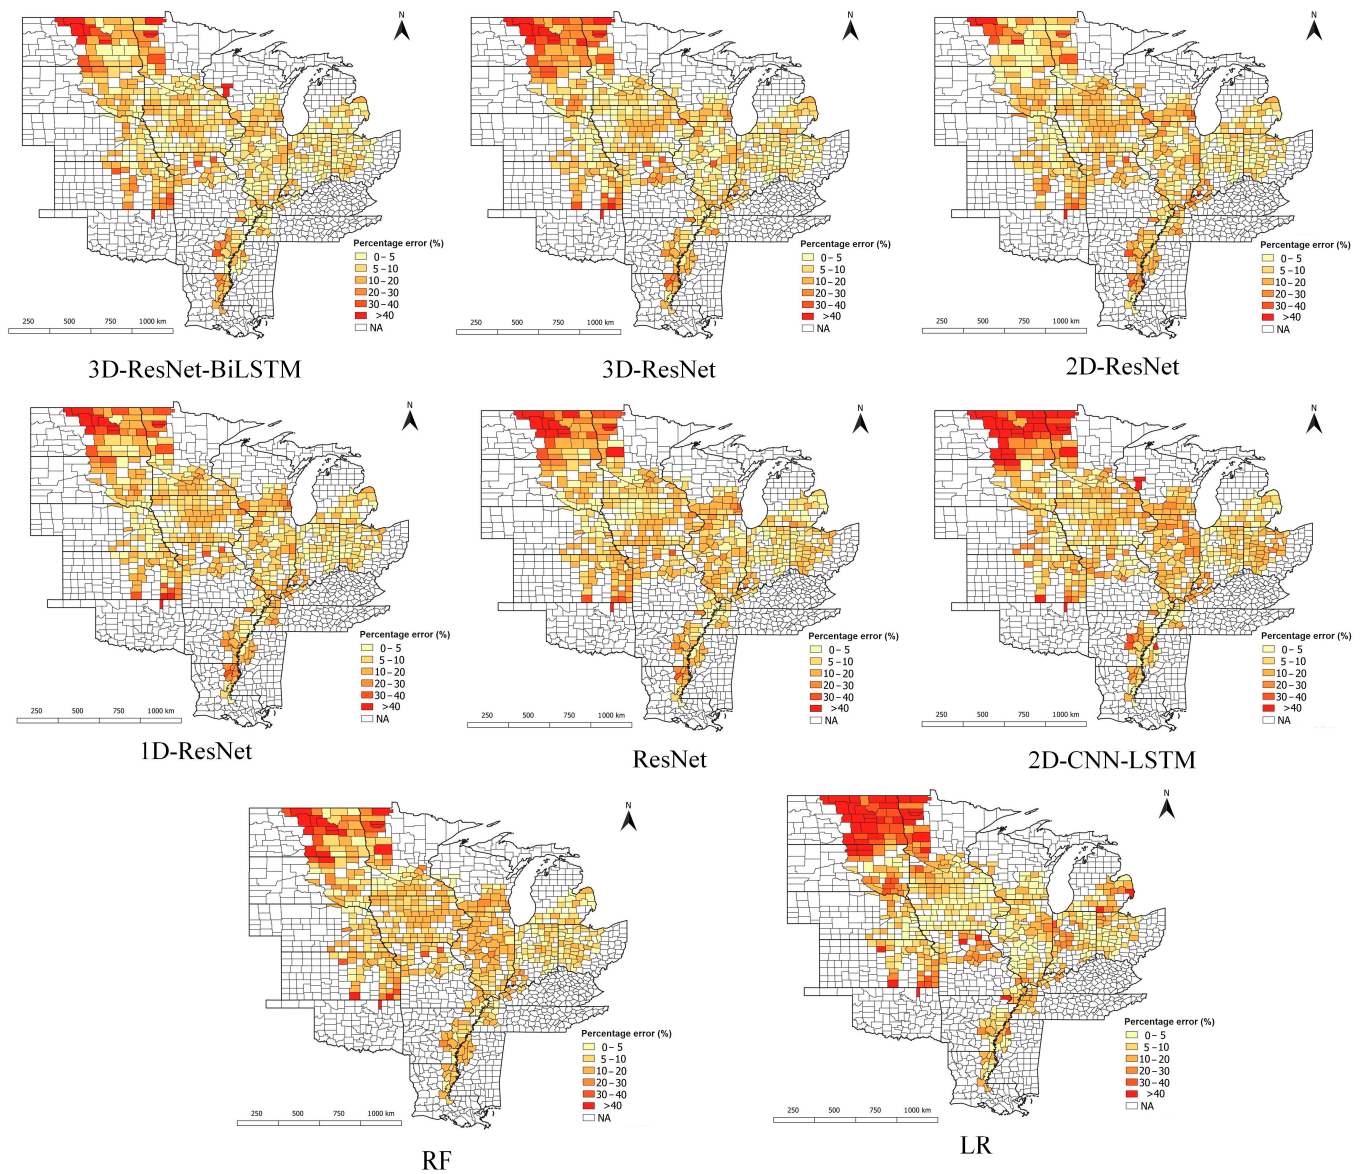 N
N
N
Percentage error (%)
0 – 5
5 – 10
10 – 20
20 – 30
30 – 40
>40
NA
250 500 750 1000 km
3D-ResNet-BiLSTM
Percentage error (%)
0 – 5
5 – 10
10 – 20
20 – 30
30 – 40
>40
NA
250 500 750 1000 km
3D-ResNet
Percentage error (%)
0 – 5
5 – 10
10 – 20
20 – 30
30 – 40
>40
NA
250 500 750 1000 km
2D-ResNet
N
N
N
Percentage error (%)
0 – 5
5 – 10
10 – 20
20 – 30
30 – 40
>40
NA
250 500 750 1000 km
1D-ResNet
Percentage error (%)
0 – 5
5 – 10
10 – 20
20 – 30
30 – 40
>40
NA
250 500 750 1000 km
ResNet
Percentage error (%)
0 – 5
5 – 10
10 – 20
20 – 30
30 – 40
>40
NA
250 500 750 1000 km
2D-CNN-LSTM
N
N
Percentage error (%)
0 – 5
5 – 10
10 – 20
20 – 30
30 – 40
>40
NA
250 500 750 1000 km
RF
Percentage error (%)
0 – 5
5 – 10
10 – 20
20 – 30
30 – 40
>40
NA
250 500 750 1000 km
LR